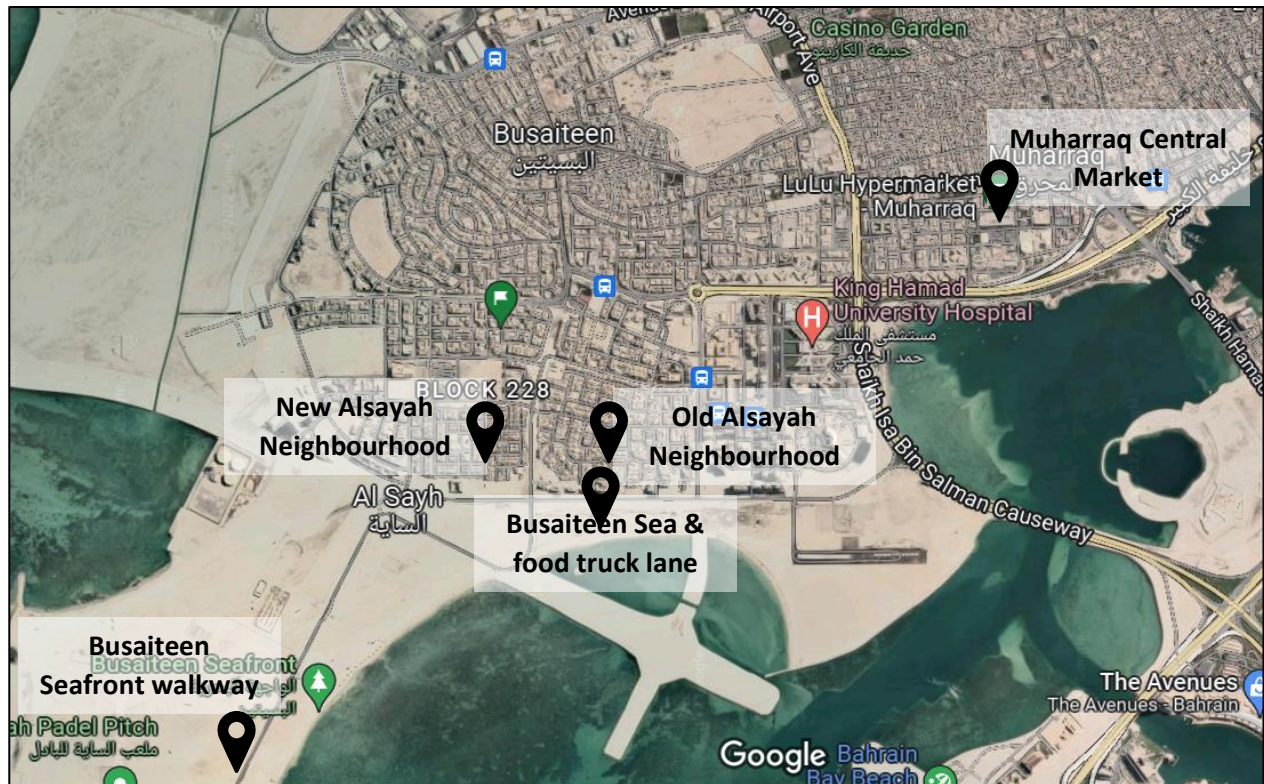 Casino Garden
حديقة الكازينو
Airport Ave
Busaiteen
البسيتين
Muharraq Central
Market
Muharraq
LuLu Hypermarket
- Muharraq
King Hamad
University Hospital
مستشفى الملك
حمد الجامعي
Shaikh Isa Bin Salman Causeway
Shaikh Hamad
BLOCK 228
New Alsayah
Neighbourhood
Old Alsayah
Neighbourhood
Al Sayh
الساية
Busaiteen Sea &
food truck lane
Busaiteen
Seafront walkway
Busaiteen Seafront
ah Padel Pitch
ملعب الساية للبادل
The Avenues
The Avenues - Bahrain
Google
Bahrain
Bay Beach